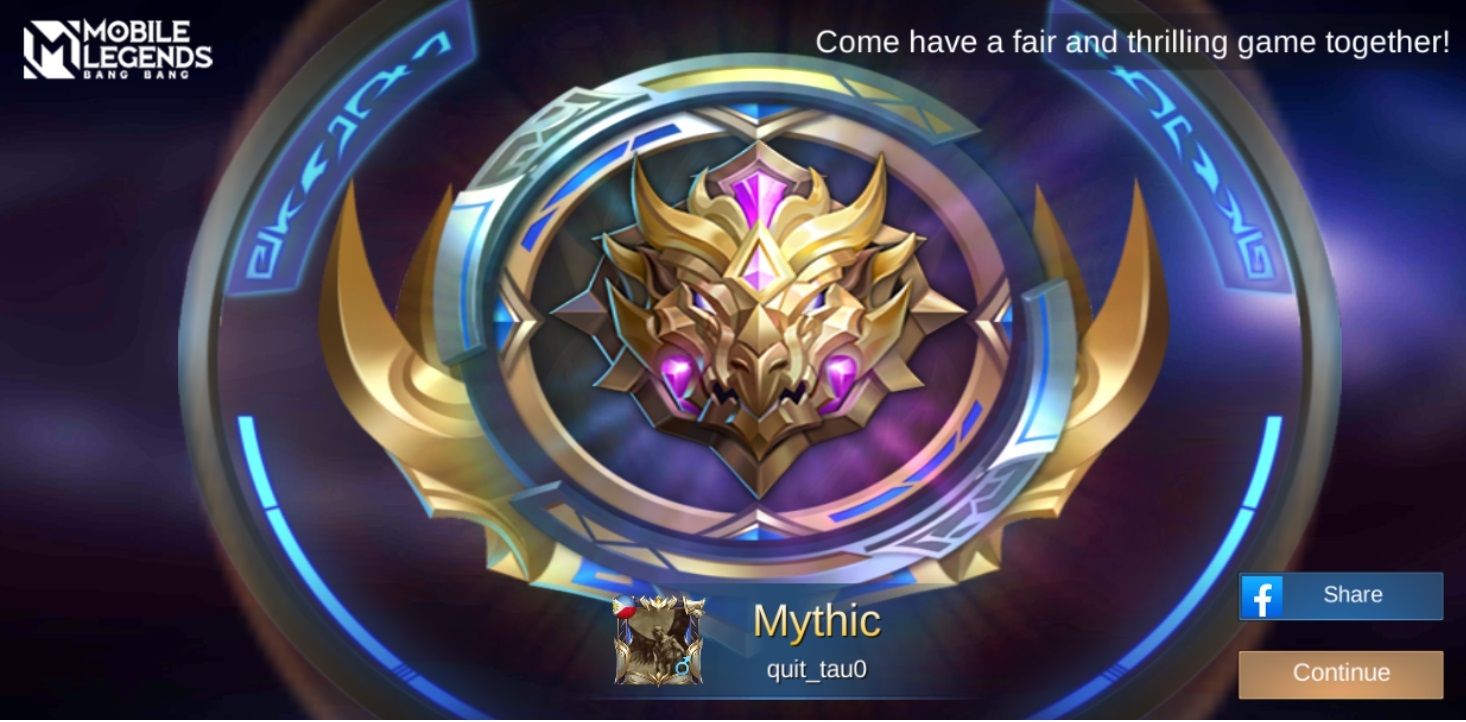 MOBILE
LEGENDS
BANG BANG
Come have a fair and thrilling game together!
Mythic
quit_tau0
Share
Continue